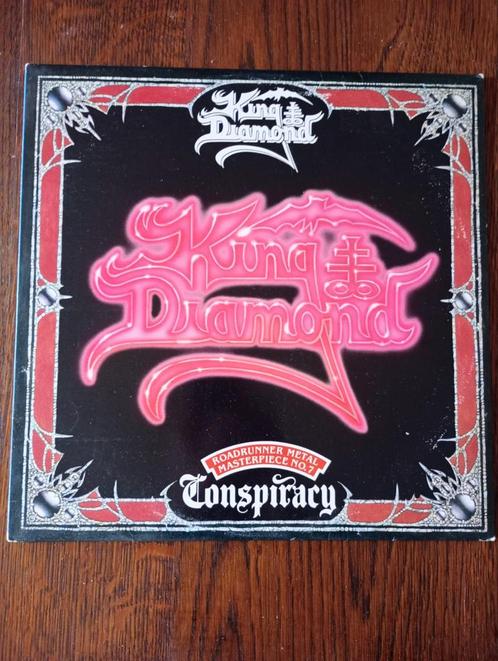 King
Diamond
King
Diamond
ROADRUNNER METAL
MASTERPIECE NO.7
Conspiracy